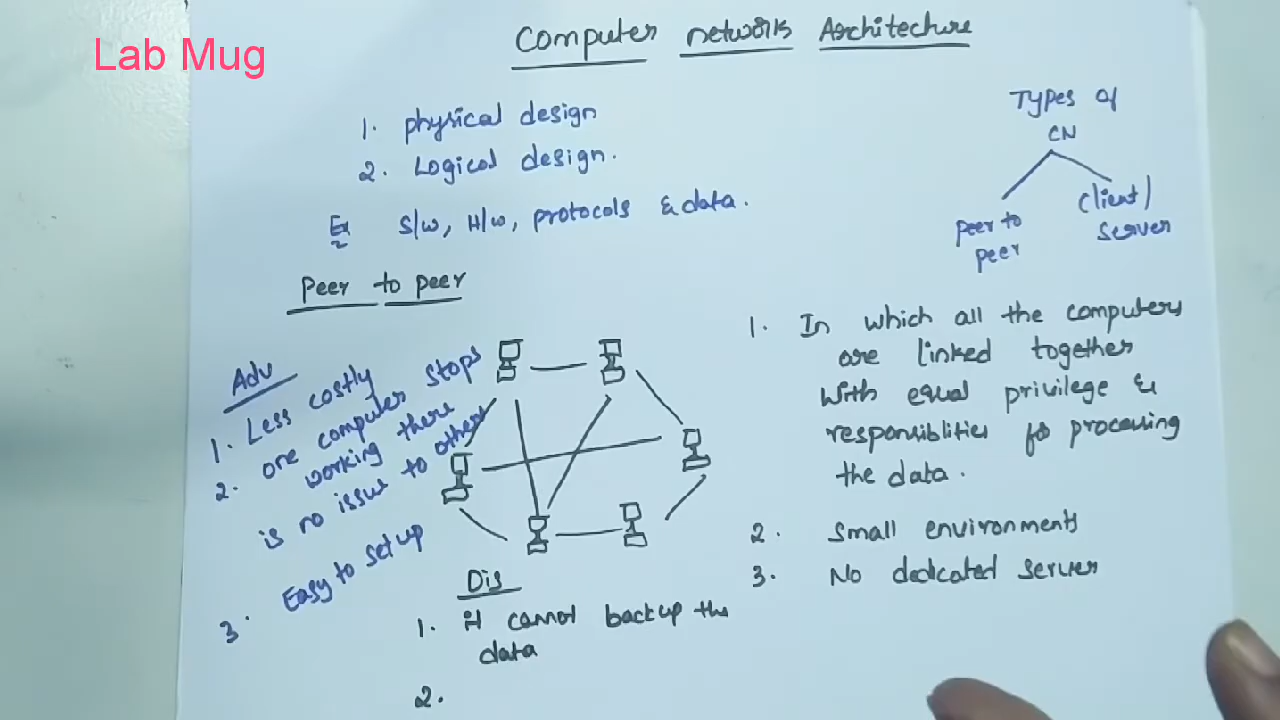 Lab Mug
Computer networks Architecture
1. physical design
2. Logical design.
Ex S/w, H/w, protocols & data.
Types of
CN
peer to
peer
client/
server
Peer to peer
Adv
1. Less costly
2. one computer stops
working there
is no issue to others
3. Easy to set up
Dis
1. it cannot back up the
data
2.
1. In which all the computers
are linked together
with equal privilege &
responsiblities for processing
the data.
2. Small environments
3. No dedicated server